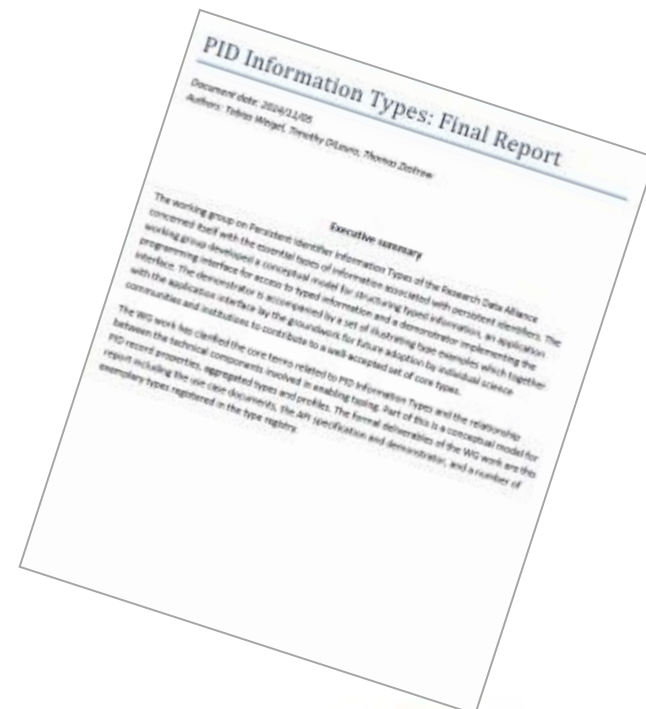 PID Information Types: Final Report
Document date: 2014/11/05
Authors: Tobias Weigel, Timothy DiLauro, Thomas Zastrow
Executive summary
The working group on Persistent Identifier Information Types of the Research Data Alliance
concerned itself with the essential types of information associated with persistent identifiers. The
working group developed a conceptual model for structuring typed information, an application
programming interface for access to typed information and a demonstrator implementing the
interface. The demonstrator is accompanied by a set of illustrating type examples which together
with the application interface lay the groundwork for future adoption by individual science
communities and institutions to contribute to a well-accepted set of core types.
The WG work has clarified the core terms related to PID Information Types and the relationship
between the technical components involved in enabling typing. Part of this is a conceptual model for
PID record properties, aggregated types and profiles. The formal deliverables of the WG work are this
report including the use case documents, the API specification and demonstrator, and a number of
exemplary types registered in the type registry.